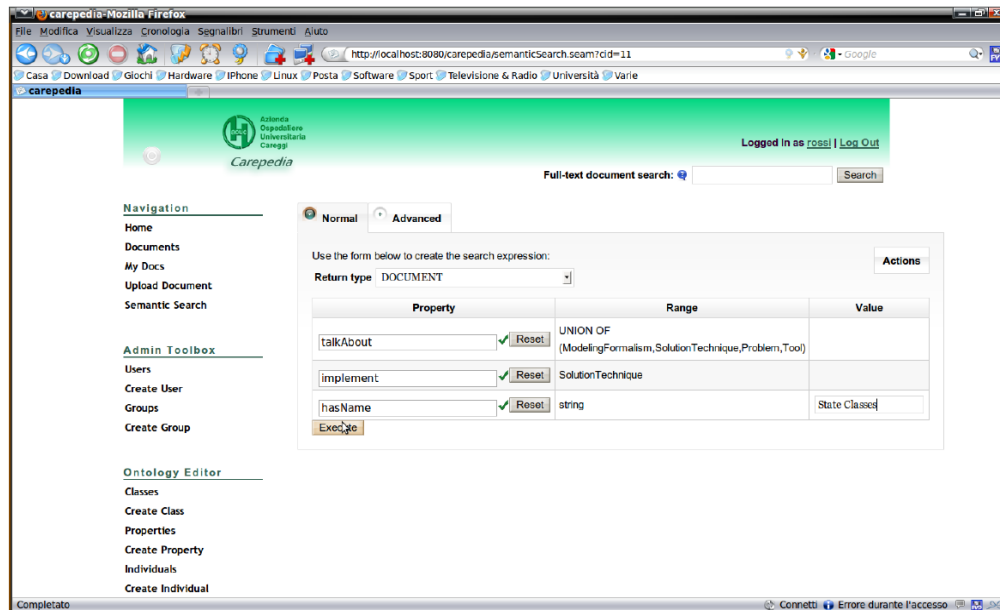 carepedia-Mozilla Firefox
File Modifica Visualizza Cronologia Segnalibri Strumenti Aiuto
http://localhost:8080/carepedia/semanticSearch.seam?cid=11
Google
Casa Download Giochi Hardware IPhone Linux Posta Software Sport Televisione & Radio Università Varie
carepedia
Azienda
Ospedaliero
Universitaria
Careggi
Carepedia
Logged in as rossi | Log Out
Full-text document search: Search
Navigation
Home
Documents
My Docs
Upload Document
Semantic Search
Admin Toolbox
Users
Create User
Groups
Create Group
Ontology Editor
Classes
Create Class
Properties
Create Property
Individuals
Create Individual
Normal Advanced
Use the form below to create the search expression:
Actions
Return type DOCUMENT
Property Range Value
talkAbout Reset UNION OF
(ModelingFormalism,SolutionTechnique,Problem,Tool)
implement Reset SolutionTechnique
hasName Reset string State Classes
Execute
Completato Connetti Errore durante l'accesso